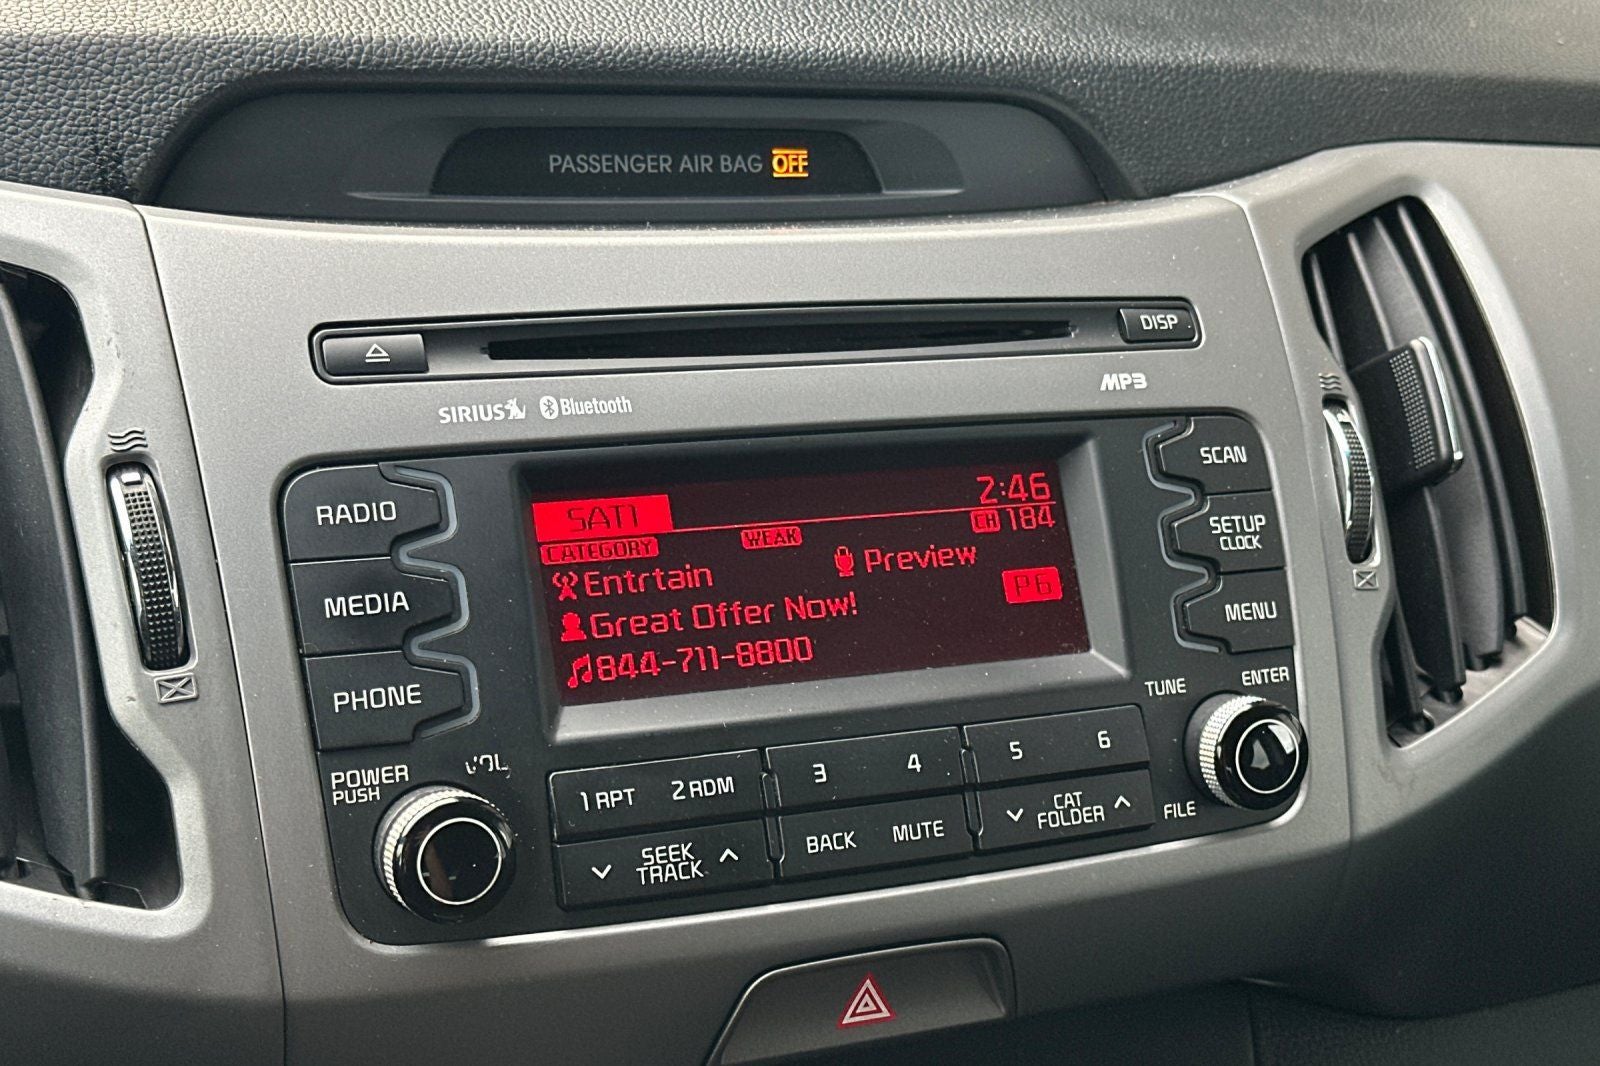 PASSENGER AIR BAG OFF
DISP
SIRIUS Bluetooth
MP3
RADIO
MEDIA
PHONE
SAT1
2:46
CATEGORY
WEAK
CH 184
Entrtain
Preview
Great Offer Now!
P6
844-711-8800
SCAN
SETUP
CLOCK
MENU
POWER
PUSH
VOL
TUNE
ENTER
FILE
1 RPT
2 RDM
3
4
5
6
SEEK
TRACK
BACK
MUTE
CAT
FOLDER